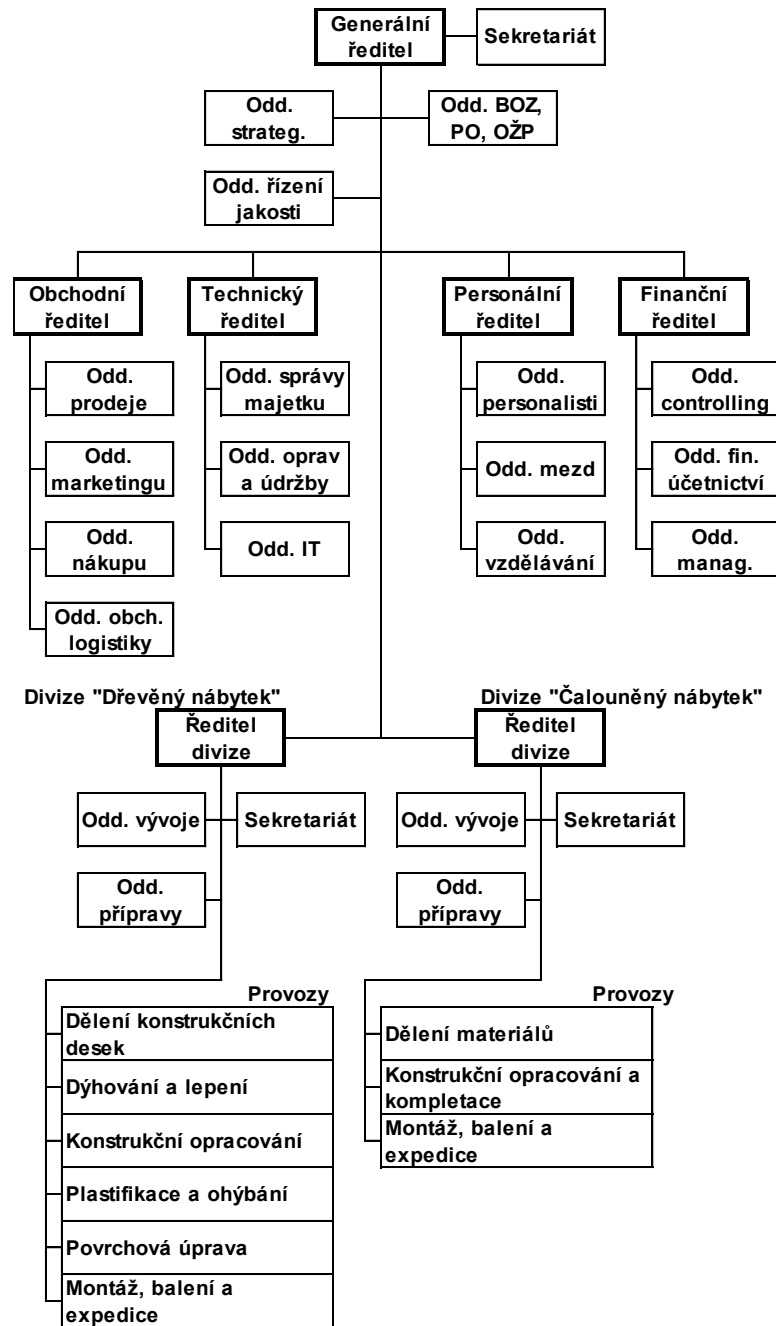 Generální
ředitel
Sekretariát
Odd.
strateg.
Odd. BOZ,
PO, OŽP
Odd. řízení
jakosti
Obchodní
ředitel
Technický
ředitel
Personální
ředitel
Finanční
ředitel
Odd.
prodeje
Odd. správy
majetku
Odd.
personalisti
Odd.
controlling
Odd.
marketingu
Odd. oprav
a údržby
Odd. mezd
Odd. fin.
účetnictví
Odd.
nákupu
Odd. IT
Odd.
vzdělávání
Odd.
manag.
Odd. obch.
logistiky
Divize "Dřevěný nábytek"
Divize "Čalouněný nábytek"
Ředitel
divize
Ředitel
divize
Odd. vývoje
Sekretariát
Odd. vývoje
Sekretariát
Odd.
přípravy
Odd.
přípravy
Provozy
Dělení konstrukčních
desek
Dýhování a lepení
Konstrukční opracování
Plastifikace a ohýbání
Povrchová úprava
Montáž, balení a
expedice
Provozy
Dělení materiálů
Konstrukční opracování a
kompletace
Montáž, balení a
expedice